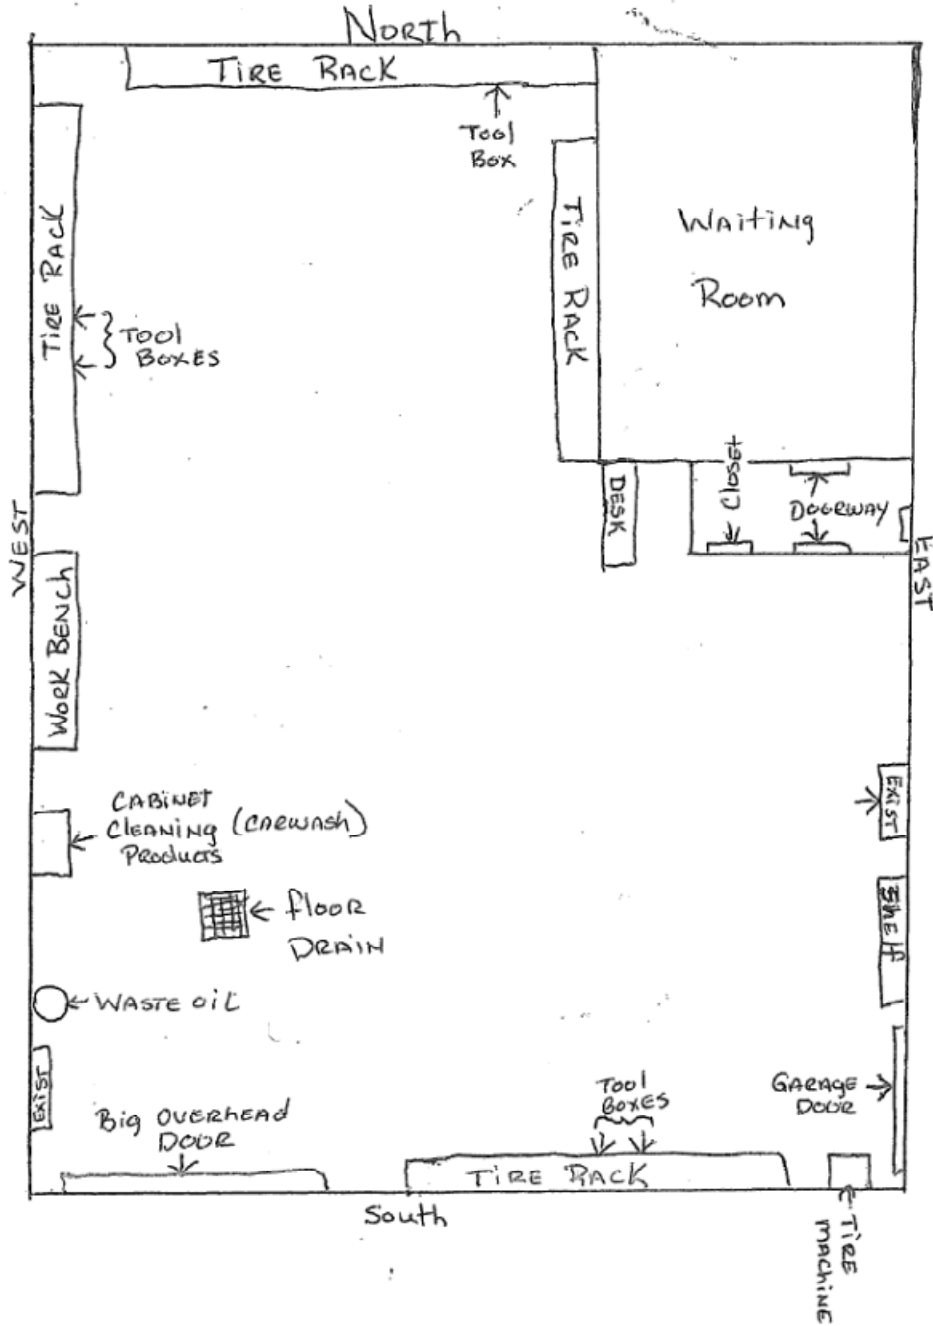 North
TIRE RACK
Tool
Box
TIRE RACK
TIRE RACK
Waiting
Room
TOOL
BOXES
Closet
DESK
DOORWAY
WEST
EAST
WORK BENCH
CABINET
CLEANING (CARWASH)
Products
EXIST
Shelf
flooR
DRAIN
WASTE OIL
EXIST
Big OVERHEAD
DOOR
Tool
BOXES
GARAGE
DOOR
TIRE RACK
South
TIRE
MACHINE